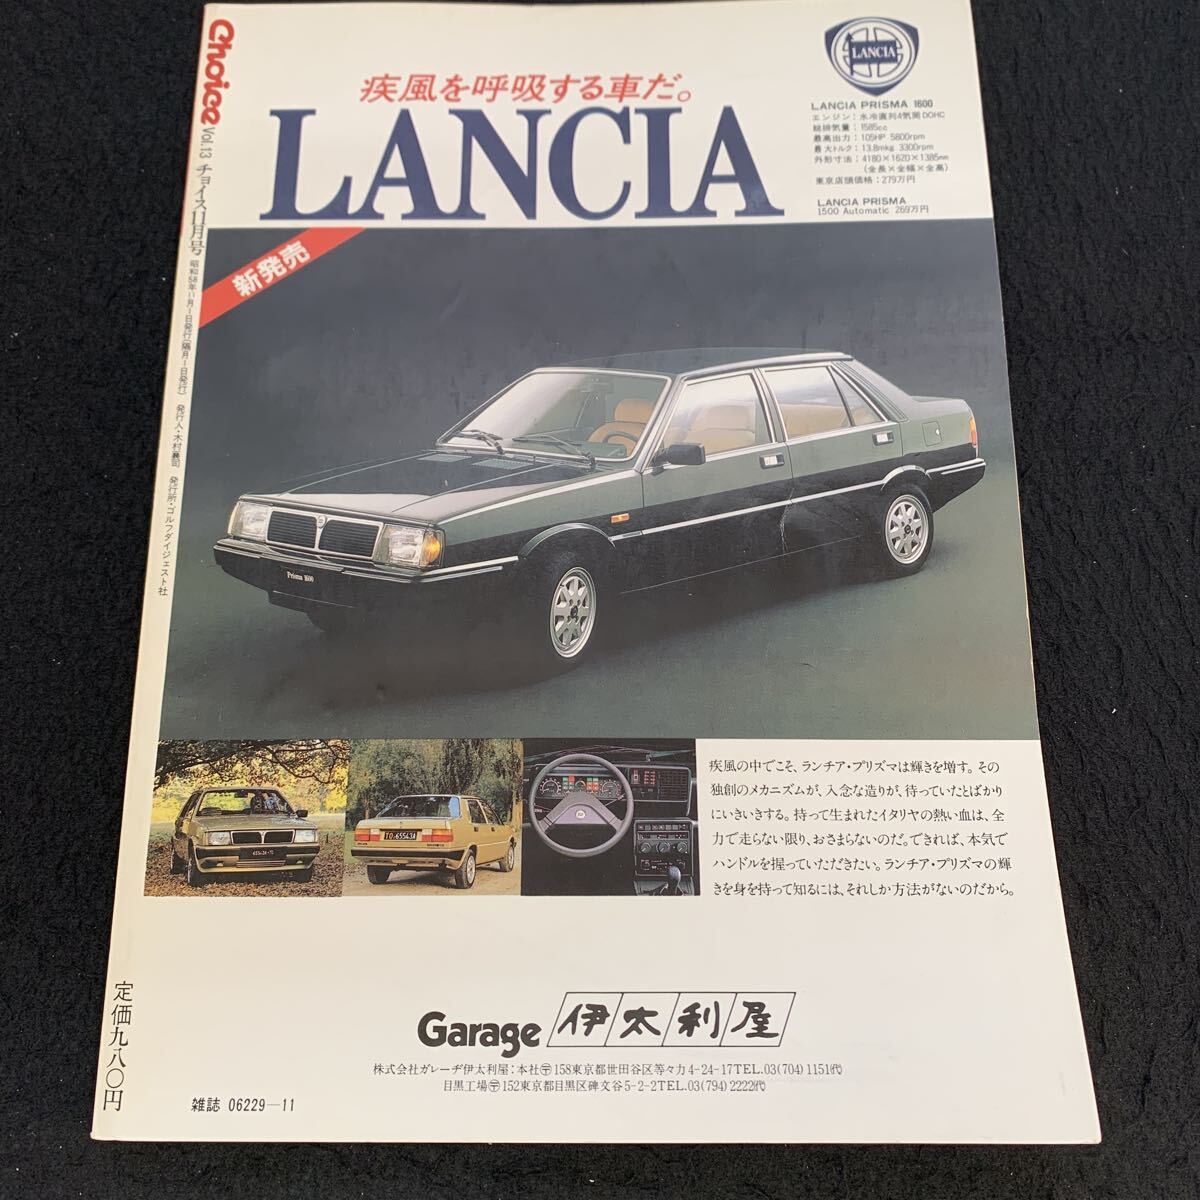 Choice Vol.13 チョイス11月号 昭和58年11月1日発行(隔月1日発行) 発行人・木村襄司 発行所・ゴルフダイジェスト社
疾風を呼吸する車だ。
LANCIA
LANCIA
LANCIA PRISMA 1600
エンジン:水冷直列4気筒DOHC
総排気量:1585cc
最高出力:105HP 5800rpm
最大トルク:13.8mkg 3300rpm
外形寸法:4180×1620×1385mm
(全長×全幅×全高)
東京店頭価格:279万円
LANCIA PRISMA
1500 Automatic 269万円
新発売
Prisma 1600
TO-65543A
疾風の中でこそ、ランチア・プリズマは輝きを増す。その
独創のメカニズムが、入念な造りが、待っていたとばかり
にいきいきする。持って生まれたイタリヤの熱い血は、全
力で走らない限り、おさまらないのだ。できれば、本気で
ハンドルを握っていただきたい。ランチア・プリズマの輝
きを身を持って知るには、それしか方法がないのだから。
Garage 伊太利屋
株式会社ガレーヂ伊太利屋:本社〒158東京都世田谷区等々力4-24-17TEL.03(704)1151代
目黒工場〒152東京都目黒区碑文谷5-2-2TEL.03(794)2222代
定価九八〇円
雑誌 06229-11